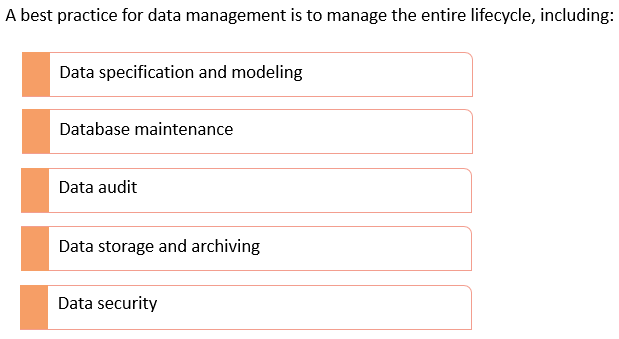 A best practice for data management is to manage the entire lifecycle, including:
Data specification and modeling
Database maintenance
Data audit
Data storage and archiving
Data security